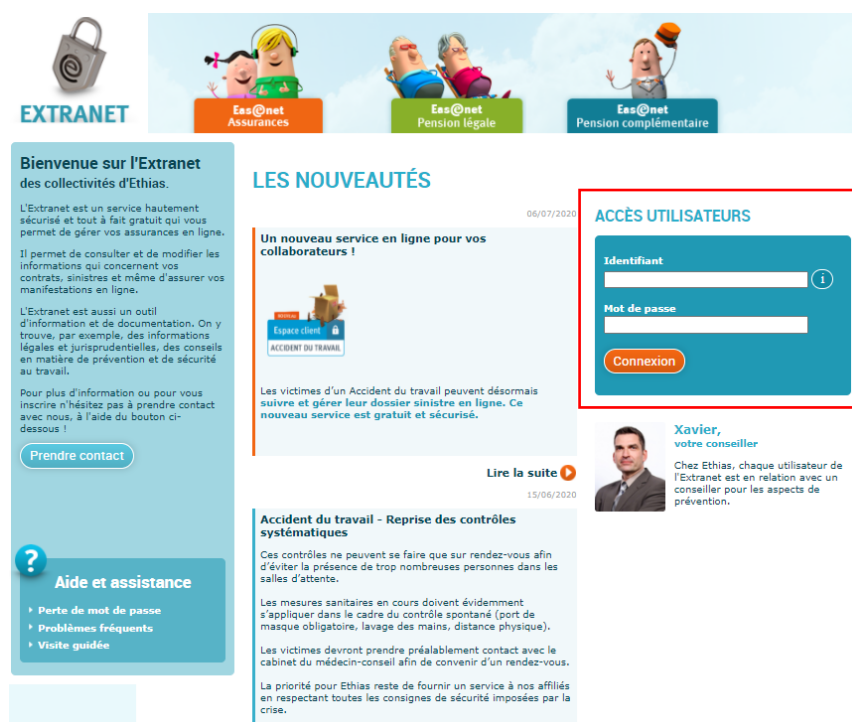 EXTRANET
Eas@net
Assurances
Eas@net
Pension légale
Eas@net
Pension complémentaire
Bienvenue sur l'Extranet
des collectivités d'Ethias.
L'Extranet est un service hautement
sécurisé et tout à fait gratuit qui vous
permet de gérer vos assurances en ligne.
Il permet de consulter et de modifier les
informations qui concernent vos
contrats, sinistres et même d'assurer vos
manifestations en ligne.
L'Extranet est aussi un outil
d'information et de documentation. On y
trouve, par exemple, des informations
légales et jurisprudentielles, des conseils
en matière de prévention et de sécurité
au travail.
Pour plus d'information ou pour vous
inscrire n'hésitez pas à prendre contact
avec nous, à l'aide du bouton ci-
dessous !
Prendre contact
Aide et assistance
Perte de mot de passe
Problèmes fréquents
Visite guidée
LES NOUVEAUTÉS
06/07/2020
Un nouveau service en ligne pour vos
collaborateurs !
Espace client
ACCIDENT DU TRAVAIL
Les victimes d'un Accident du travail peuvent désormais
suivre et gérer leur dossier sinistre en ligne. Ce
nouveau service est gratuit et sécurisé.
Lire la suite
15/06/2020
Accident du travail - Reprise des contrôles
systématiques
Ces contrôles ne peuvent se faire que sur rendez-vous afin
d'éviter la présence de trop nombreuses personnes dans les
salles d'attente.
Les mesures sanitaires en cours doivent évidemment
s'appliquer dans le cadre du contrôle spontané (port de
masque obligatoire, lavage des mains, distance physique).
Les victimes devront prendre préalablement contact avec le
cabinet du médecin-conseil afin de convenir d'un rendez-vous.
La priorité pour Ethias reste de fournir un service à nos affiliés
en respectant toutes les consignes de sécurité imposées par la
crise.
ACCÈS UTILISATEURS
Identifiant
i
Mot de passe
Connexion
Xavier,
votre conseiller
Chez Ethias, chaque utilisateur de
l'Extranet est en relation avec un
conseiller pour les aspects de
prévention.